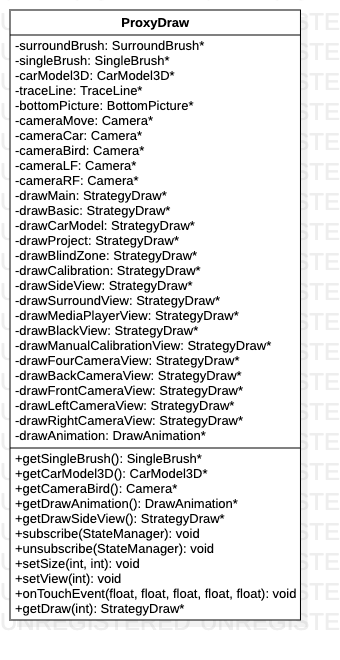 ProxyDraw
-surroundBrush: SurroundBrush*
-singleBrush: SingleBrush*
-carModel3D: CarModel3D*
-traceLine: TraceLine*
-bottomPicture: BottomPicture*
-cameraMove: Camera*
-cameraCar: Camera*
-cameraBird: Camera*
-cameraLF: Camera*
-cameraRF: Camera*
-drawMain: StrategyDraw*
-drawBasic: StrategyDraw*
-drawCarModel: StrategyDraw*
-drawProject: StrategyDraw*
-drawBlindZone: StrategyDraw*
-drawCalibration: StrategyDraw*
-drawSideView: StrategyDraw*
-drawSurroundView: StrategyDraw*
-drawMediaPlayerView: StrategyDraw*
-drawBlackView: StrategyDraw*
-drawManualCalibrationView: StrategyDraw*
-drawFourCameraView: StrategyDraw*
-drawBackCameraView: StrategyDraw*
-drawFrontCameraView: StrategyDraw*
-drawLeftCameraView: StrategyDraw*
-drawRightCameraView: StrategyDraw*
-drawAnimation: DrawAnimation*
+getSingleBrush(): SingleBrush*
+getCarModel3D(): CarModel3D*
+getCameraBird(): Camera*
+getDrawAnimation(): DrawAnimation*
+getDrawSideView(): StrategyDraw*
+subscribe(StateManager): void
+unsubscribe(StateManager): void
+setSize(int, int): void
+setView(int): void
+onTouchEvent(float, float, float, float, float): void
+getDraw(int): StrategyDraw*
UNREGISTERED UNREGISTERED